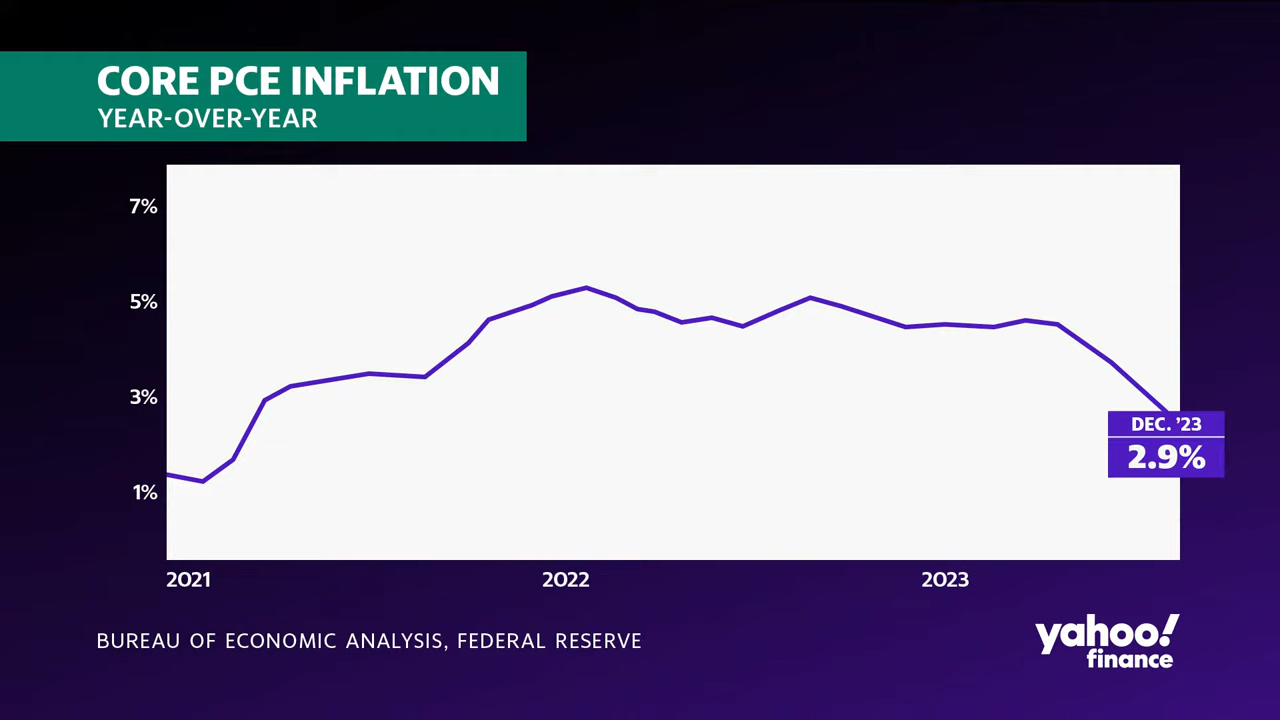 CORE PCE INFLATION
YEAR-OVER-YEAR
7%
5%
3%
1%
DEC. ’23
2.9%
2021 2022 2023
BUREAU OF ECONOMIC ANALYSIS, FEDERAL RESERVE
yahoo!
finance